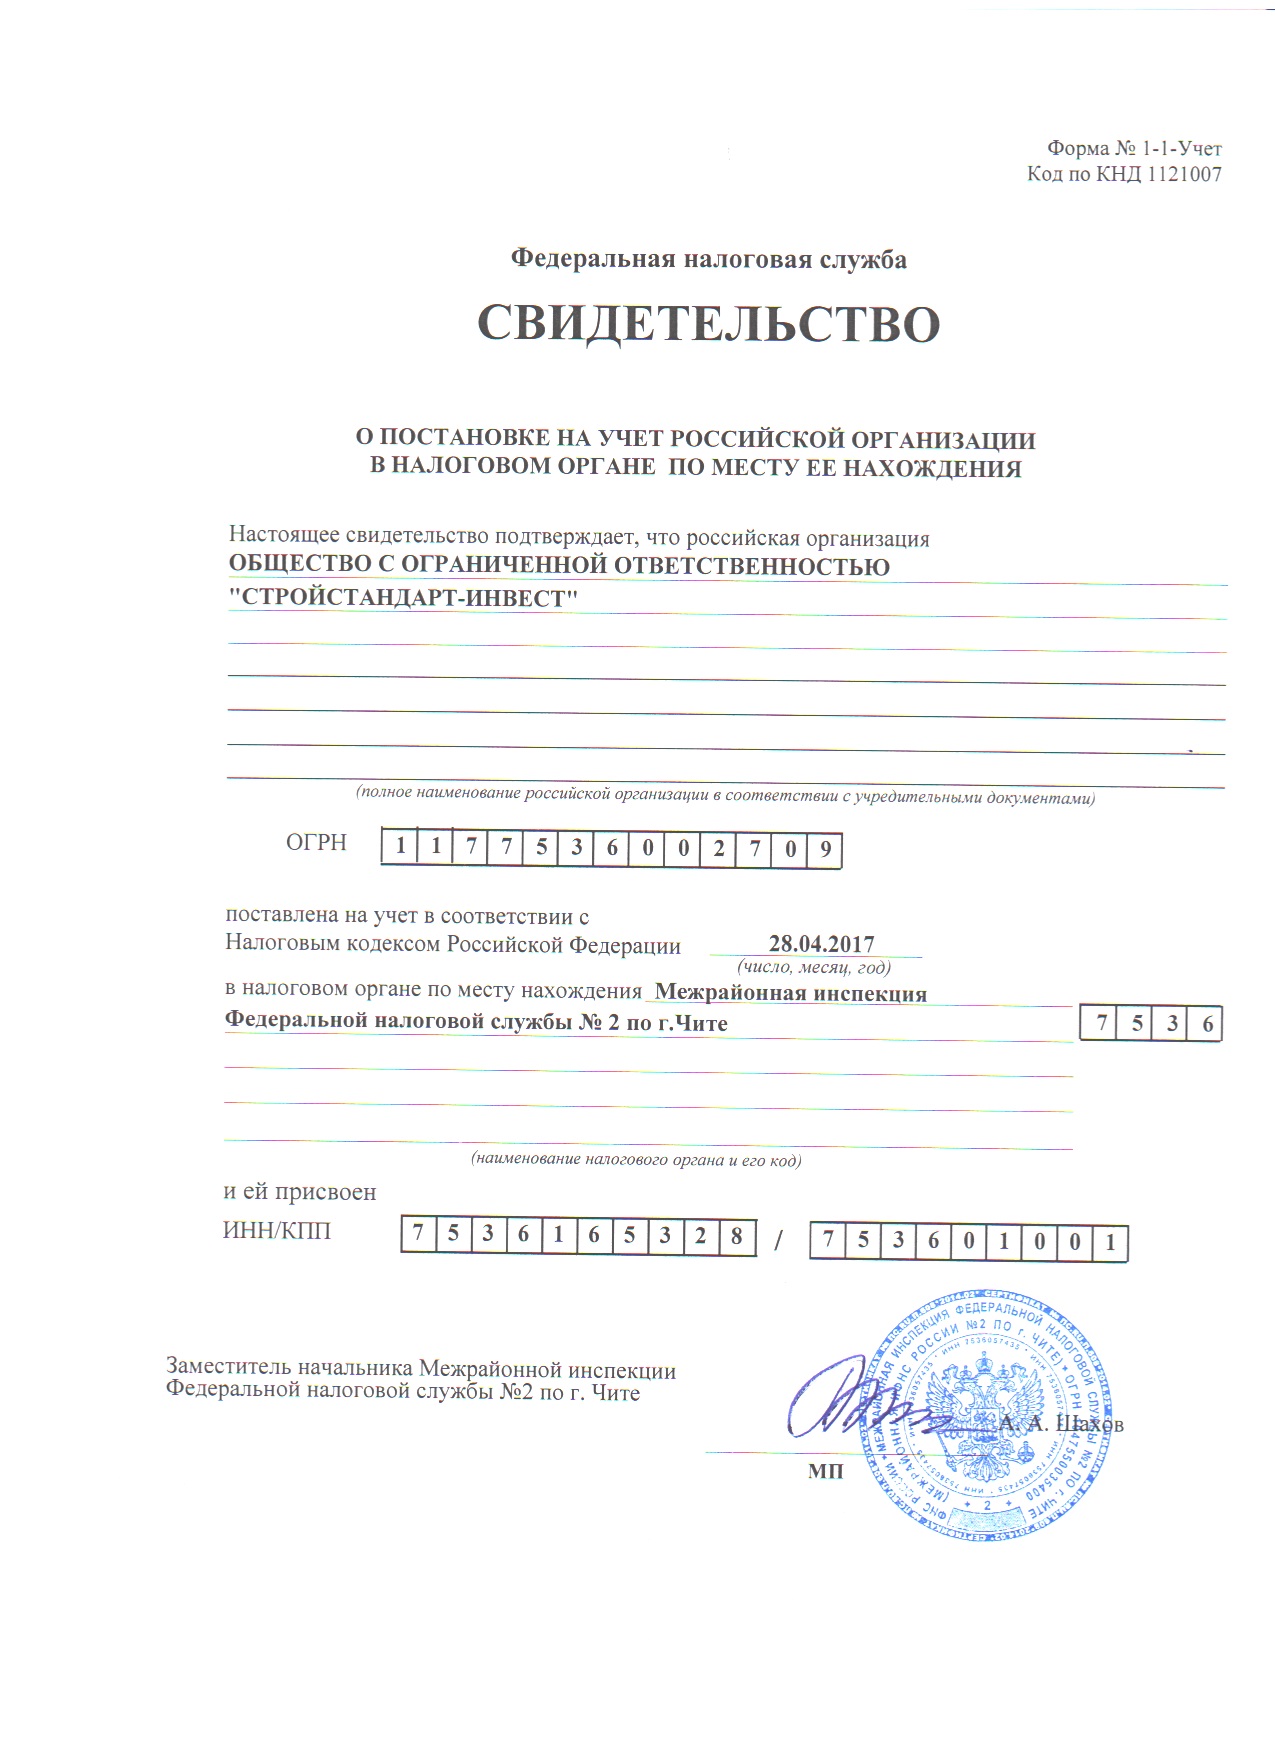 Форма № 1-1-Учет
Код по КНД 1121007
Федеральная налоговая служба
СВИДЕТЕЛЬСТВО
О ПОСТАНОВКЕ НА УЧЕТ РОССИЙСКОЙ ОРГАНИЗАЦИИ
В НАЛОГОВОМ ОРГАНЕ ПО МЕСТУ ЕЕ НАХОЖДЕНИЯ
Настоящее свидетельство подтверждает, что российская организация
ОБЩЕСТВО С ОГРАНИЧЕННОЙ ОТВЕТСТВЕННОСТЬЮ
"СТРОЙСТАНДАРТ-ИНВЕСТ"
(полное наименование российской организации в соответствии с учредительными документами)
ОГРН 1 1 7 7 5 3 6 0 0 2 7 0 9
поставлена на учет в соответствии с
Налоговым кодексом Российской Федерации 28.04.2017
(число, месяц, год)
в налоговом органе по месту нахождения Межрайонная инспекция
Федеральной налоговой службы № 2 по г.Чите 7 5 3 6
(наименование налогового органа и его код)
и ей присвоен
ИНН/КПП 7 5 3 6 1 6 5 3 2 8 / 7 5 3 6 0 1 0 0 1
Заместитель начальника Межрайонной инспекции
Федеральной налоговой службы №2 по г. Чите
А. А. Шахов
МП
МЕЖРАЙОННАЯ ИНСПЕКЦИЯ ФЕДЕРАЛЬНОЙ НАЛОГОВОЙ СЛУЖБЫ №2 ПО г. ЧИТЕ
ФНС РОССИИ
(МЕЖРАЙОННАЯ ИФНС РОССИИ №2 ПО г. ЧИТЕ) * ОГРН
ИНН 7536057435
2